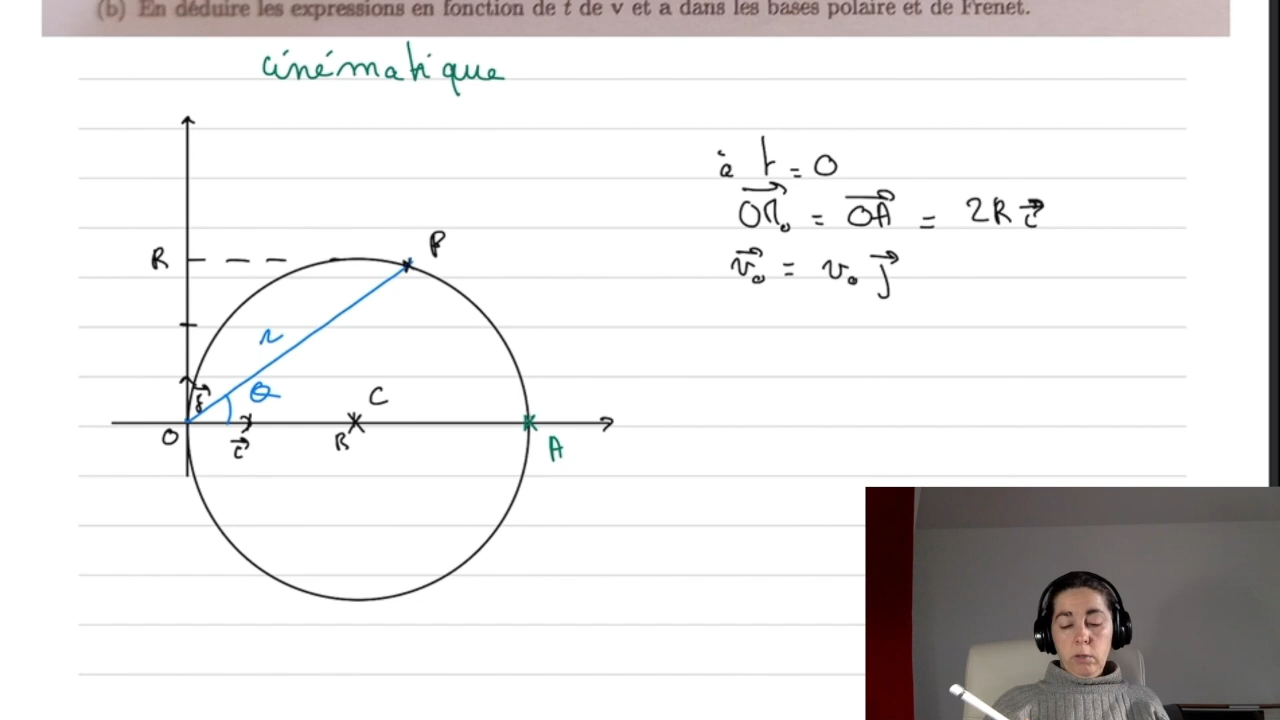 (b) En déduire les expressions en fonction de t de v et a dans les bases polaire et de Frenet.
cinématique
à t = 0
OM₀ = OA = 2R i
v₀ = v₀ j
R
P
r
θ
C
j
O
i
R
A